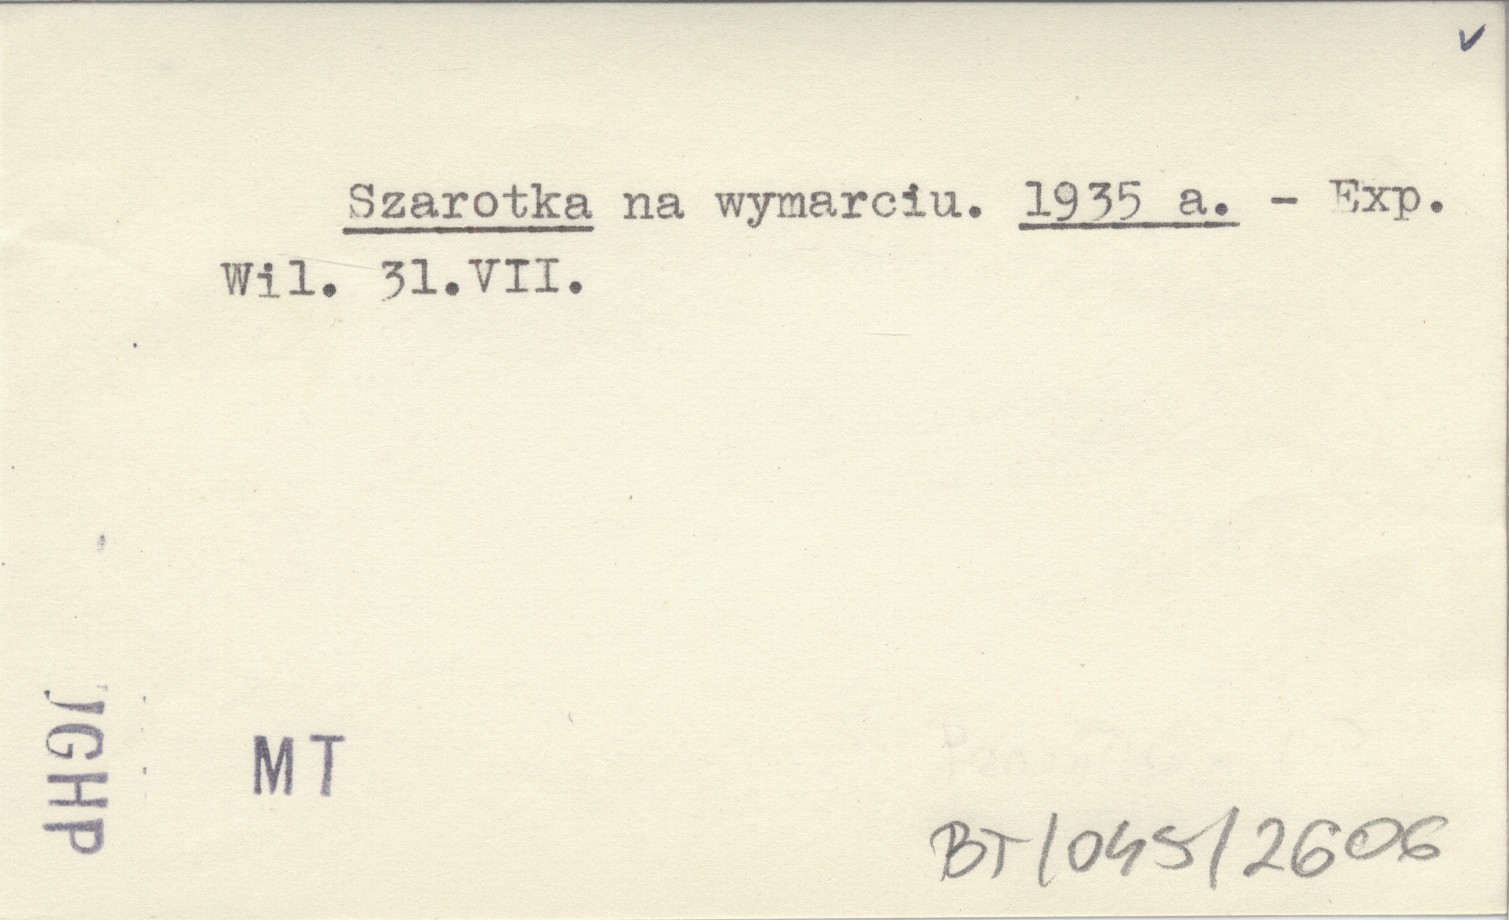 Szarotka na wymarciu. 1935 a. - Exp.
Wil. 31.VII.
JGHP
MT
BT/045/2606